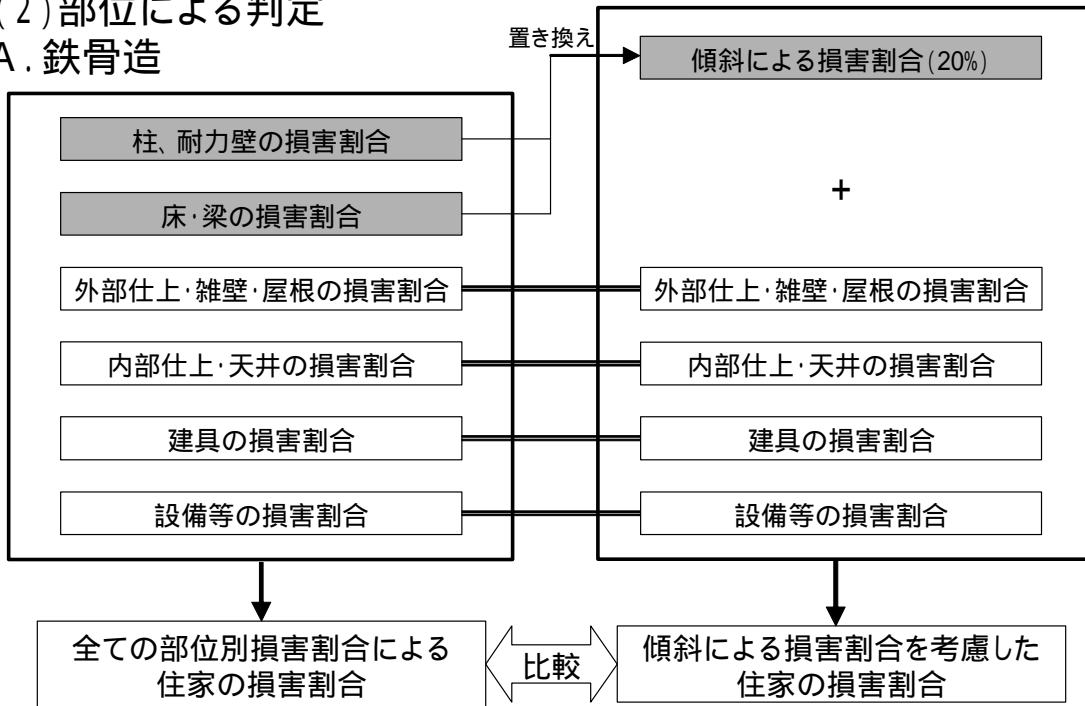 (2)部位による判定
A.鉄骨造
置き換え
柱、耐力壁の損害割合
床・梁の損害割合
外部仕上・雑壁・屋根の損害割合
内部仕上・天井の損害割合
建具の損害割合
設備等の損害割合
傾斜による損害割合(20%)
+
外部仕上・雑壁・屋根の損害割合
内部仕上・天井の損害割合
建具の損害割合
設備等の損害割合
全ての部位別損害割合による
住家の損害割合
比較
傾斜による損害割合を考慮した
住家の損害割合